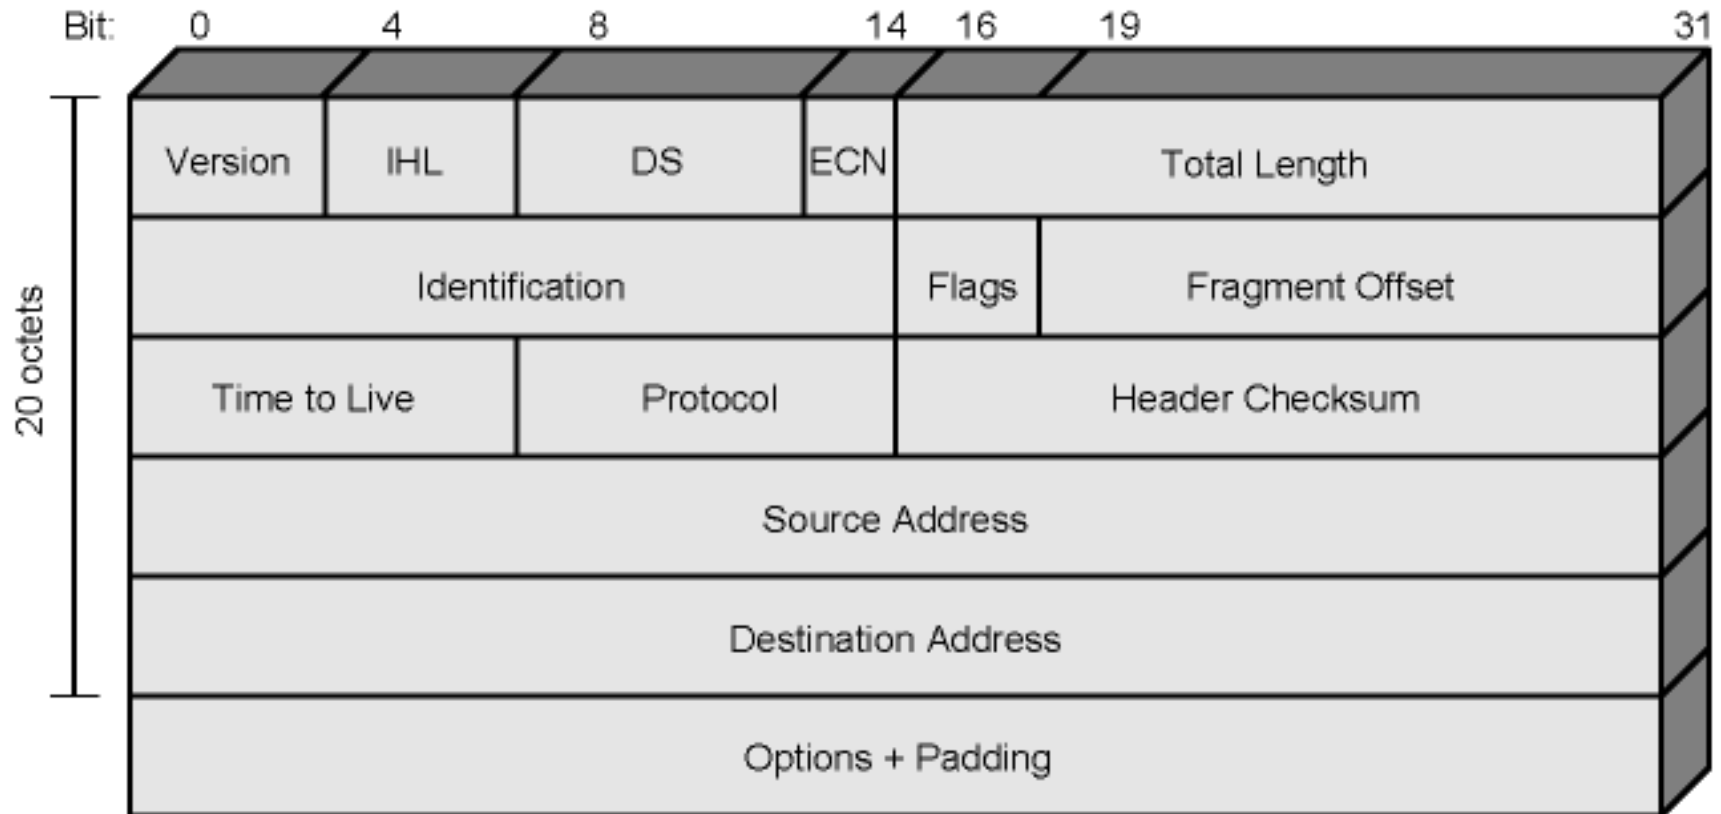 Bit: 0 4 8 14 16 19 31
Version IHL DS ECN Total Length
Identification Flags Fragment Offset
Time to Live Protocol Header Checksum
Source Address
Destination Address
Options + Padding
20 octets